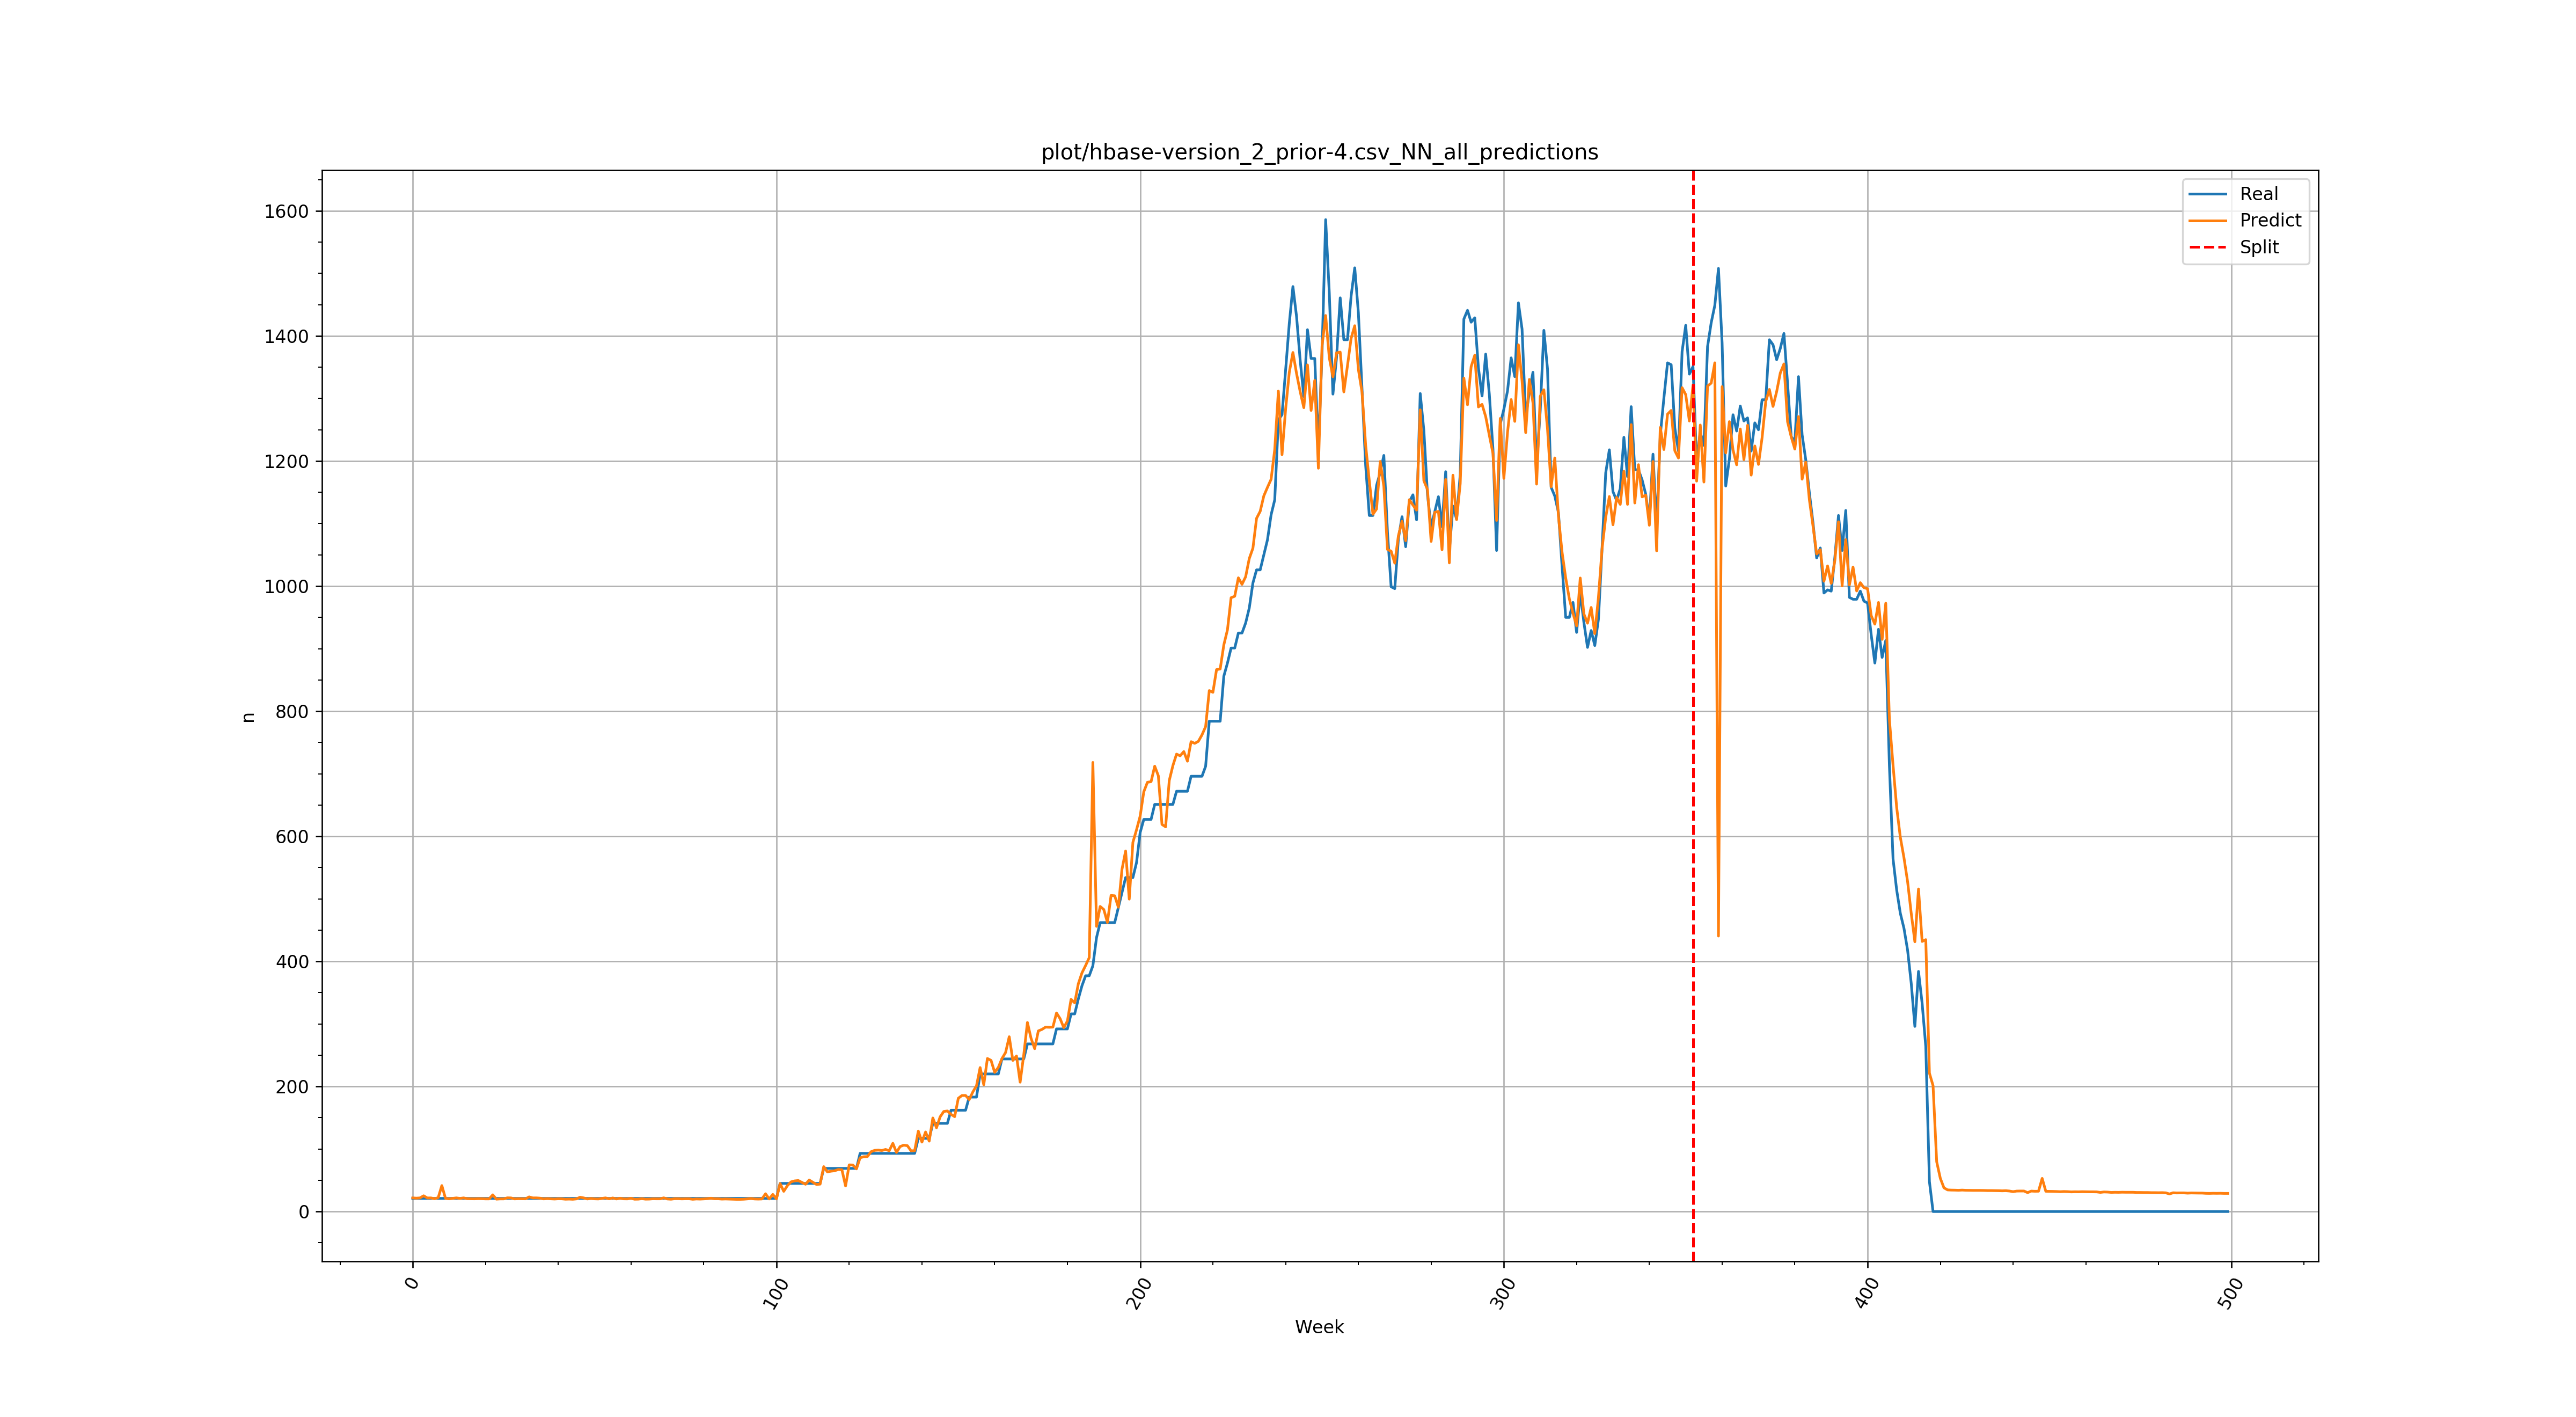 plot/hbase-version_2_prior-4.csv_NN_all_predictions
Real
Predict
Split
1600
1400
1200
1000
800
600
400
200
0
n
0 100 200 300 400 500
Week